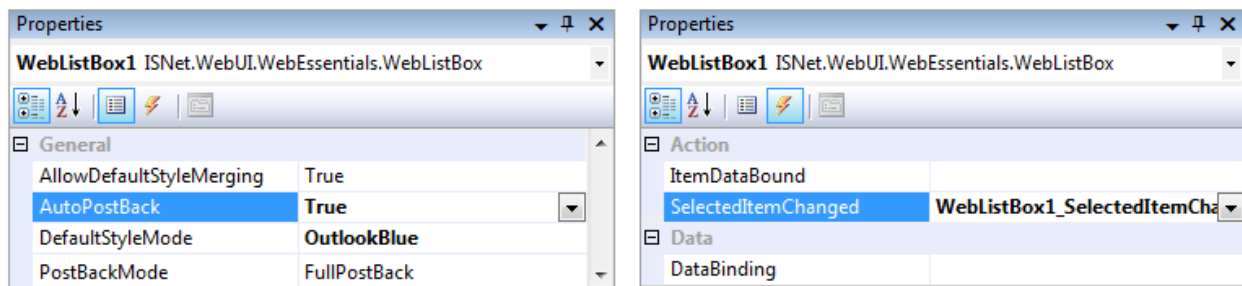 Properties
WebListBox1 ISNet.WebUI.WebEssentials.WebListBox
General
AllowDefaultStyleMerging True
AutoPostBack True
DefaultStyleMode OutlookBlue
PostBackMode FullPostBack
Properties
WebListBox1 ISNet.WebUI.WebEssentials.WebListBox
Action
ItemDataBound
SelectedItemChanged WebListBox1_SelectedItemCha
Data
DataBinding